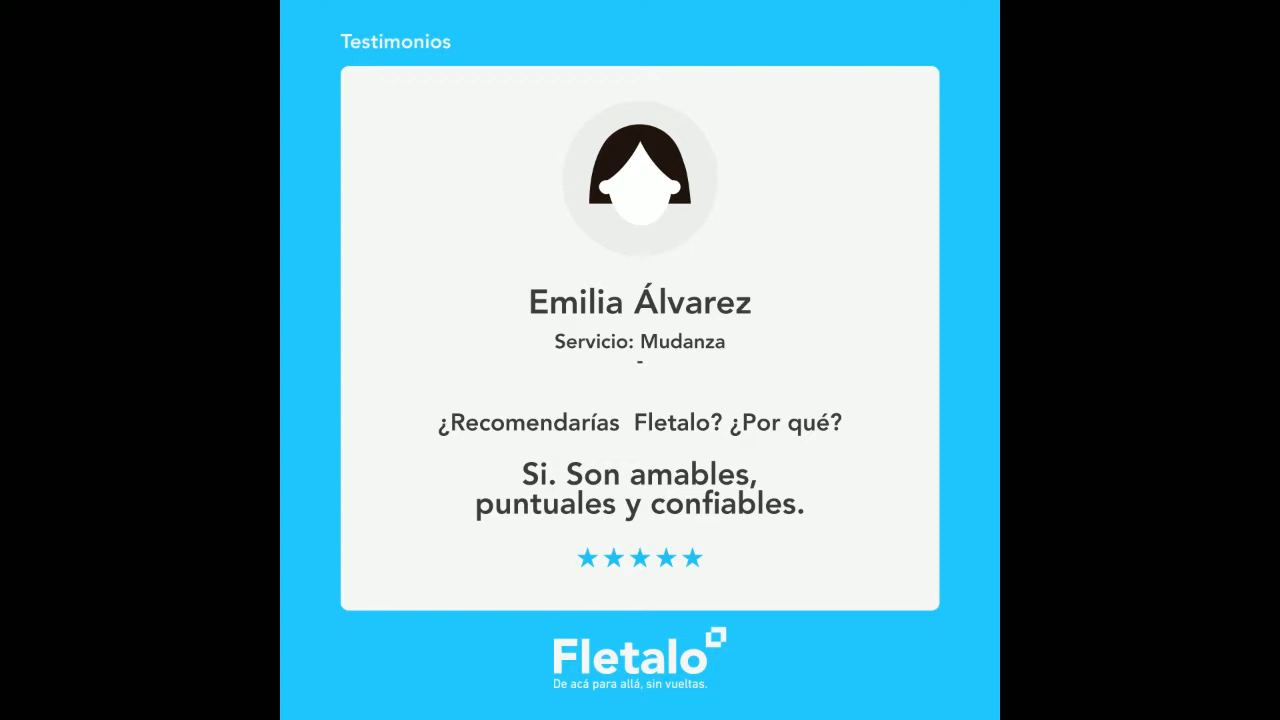 Testimonios
Emilia Álvarez
Servicio: Mudanza
-
¿Recomendarías  Fletalo? ¿Por qué?
Si. Son amables,
puntuales y confiables.
Fletalo
De acá para allá, sin vueltas.